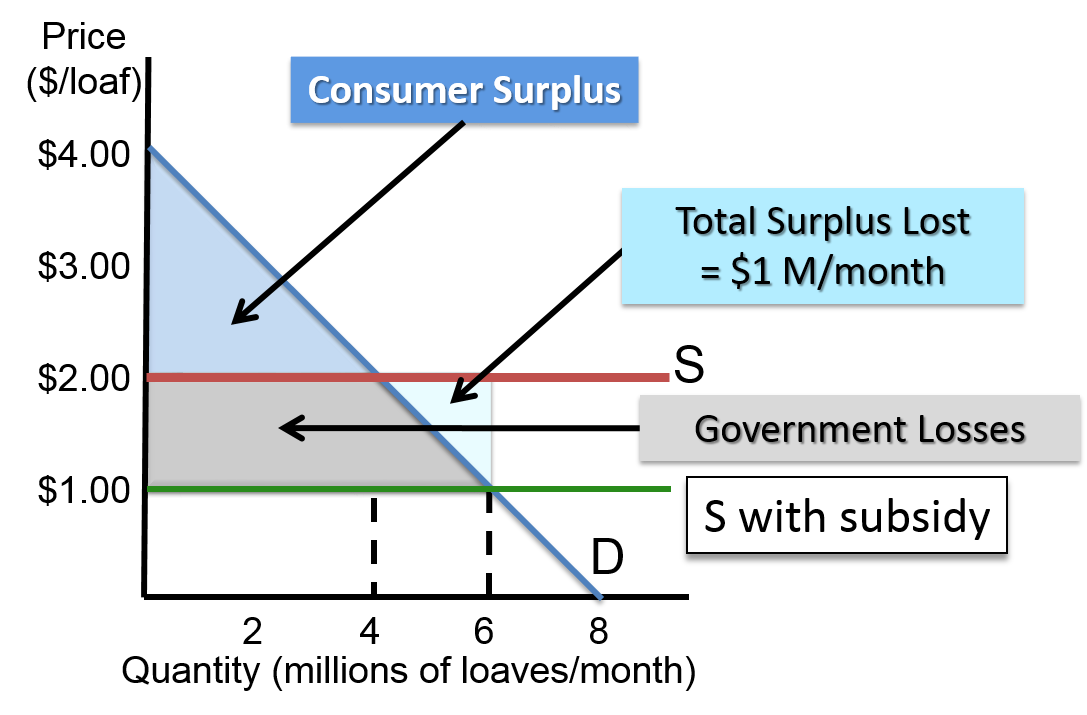 Price
($/loaf)
Consumer Surplus
$4.00
Total Surplus Lost
= $1 M/month
$3.00
S
$2.00
Government Losses
$1.00
S with subsidy
D
2 4 6 8
Quantity (millions of loaves/month)